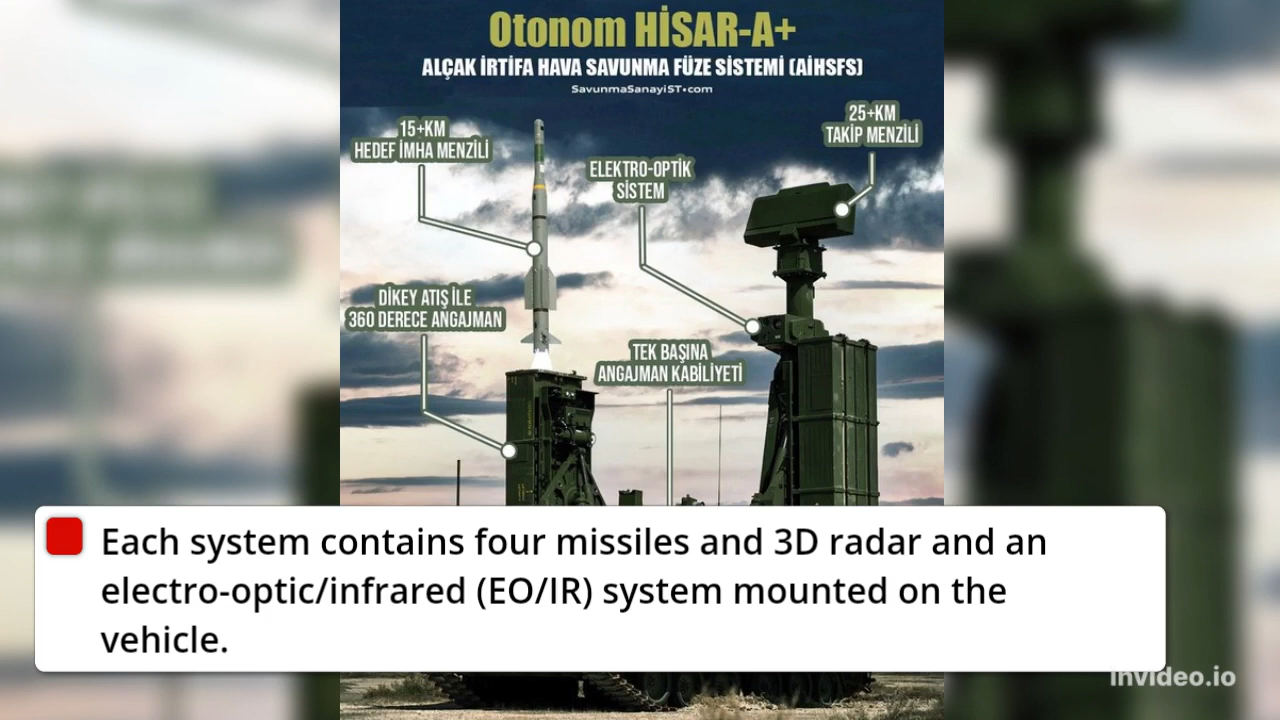 Otonom HİSAR-A+
ALÇAK İRTİFA HAVA SAVUNMA FÜZE SİSTEMİ (AİHSFS)
SavunmaSanayiST.com
15+KM
HEDEF İMHA MENZİLİ
25+KM
TAKİP MENZİLİ
ELEKTRO-OPTİK
SİSTEM
DİKEY ATIŞ İLE
360 DERECE ANGAJMAN
TEK BAŞINA
ANGAJMAN KABİLİYETİ
Each system contains four missiles and 3D radar and an
electro-optic/infrared (EO/IR) system mounted on the
vehicle.
invideo.io